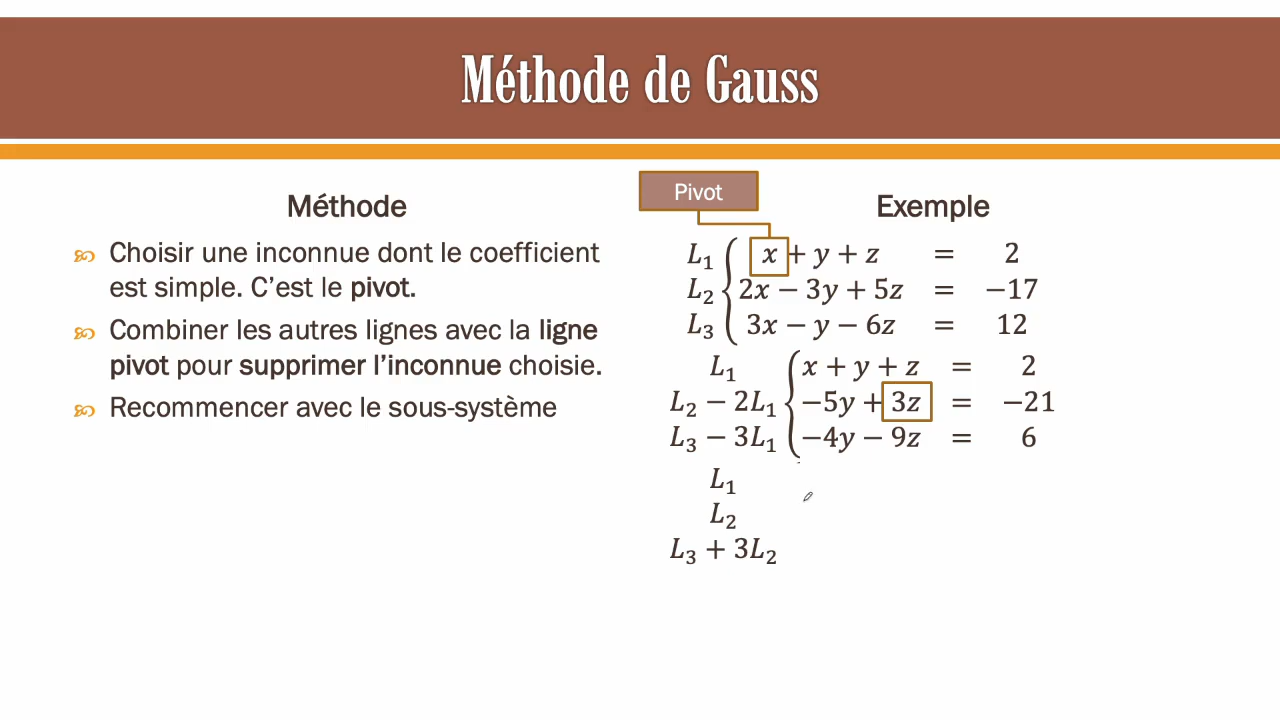 Méthode de Gauss
Méthode
Choisir une inconnue dont le coefficient
est simple. C’est le pivot.
Combiner les autres lignes avec la ligne
pivot pour supprimer l’inconnue choisie.
Recommencer avec le sous-système
Pivot
Exemple
L₁ { x + y + z = 2
L₂ { 2x − 3y + 5z = −17
L₃ { 3x − y − 6z = 12
L₁ { x + y + z = 2
L₂ − 2L₁ { −5y + 3z = −21
L₃ − 3L₁ { −4y − 9z = 6
L₁
L₂
L₃ + 3L₂